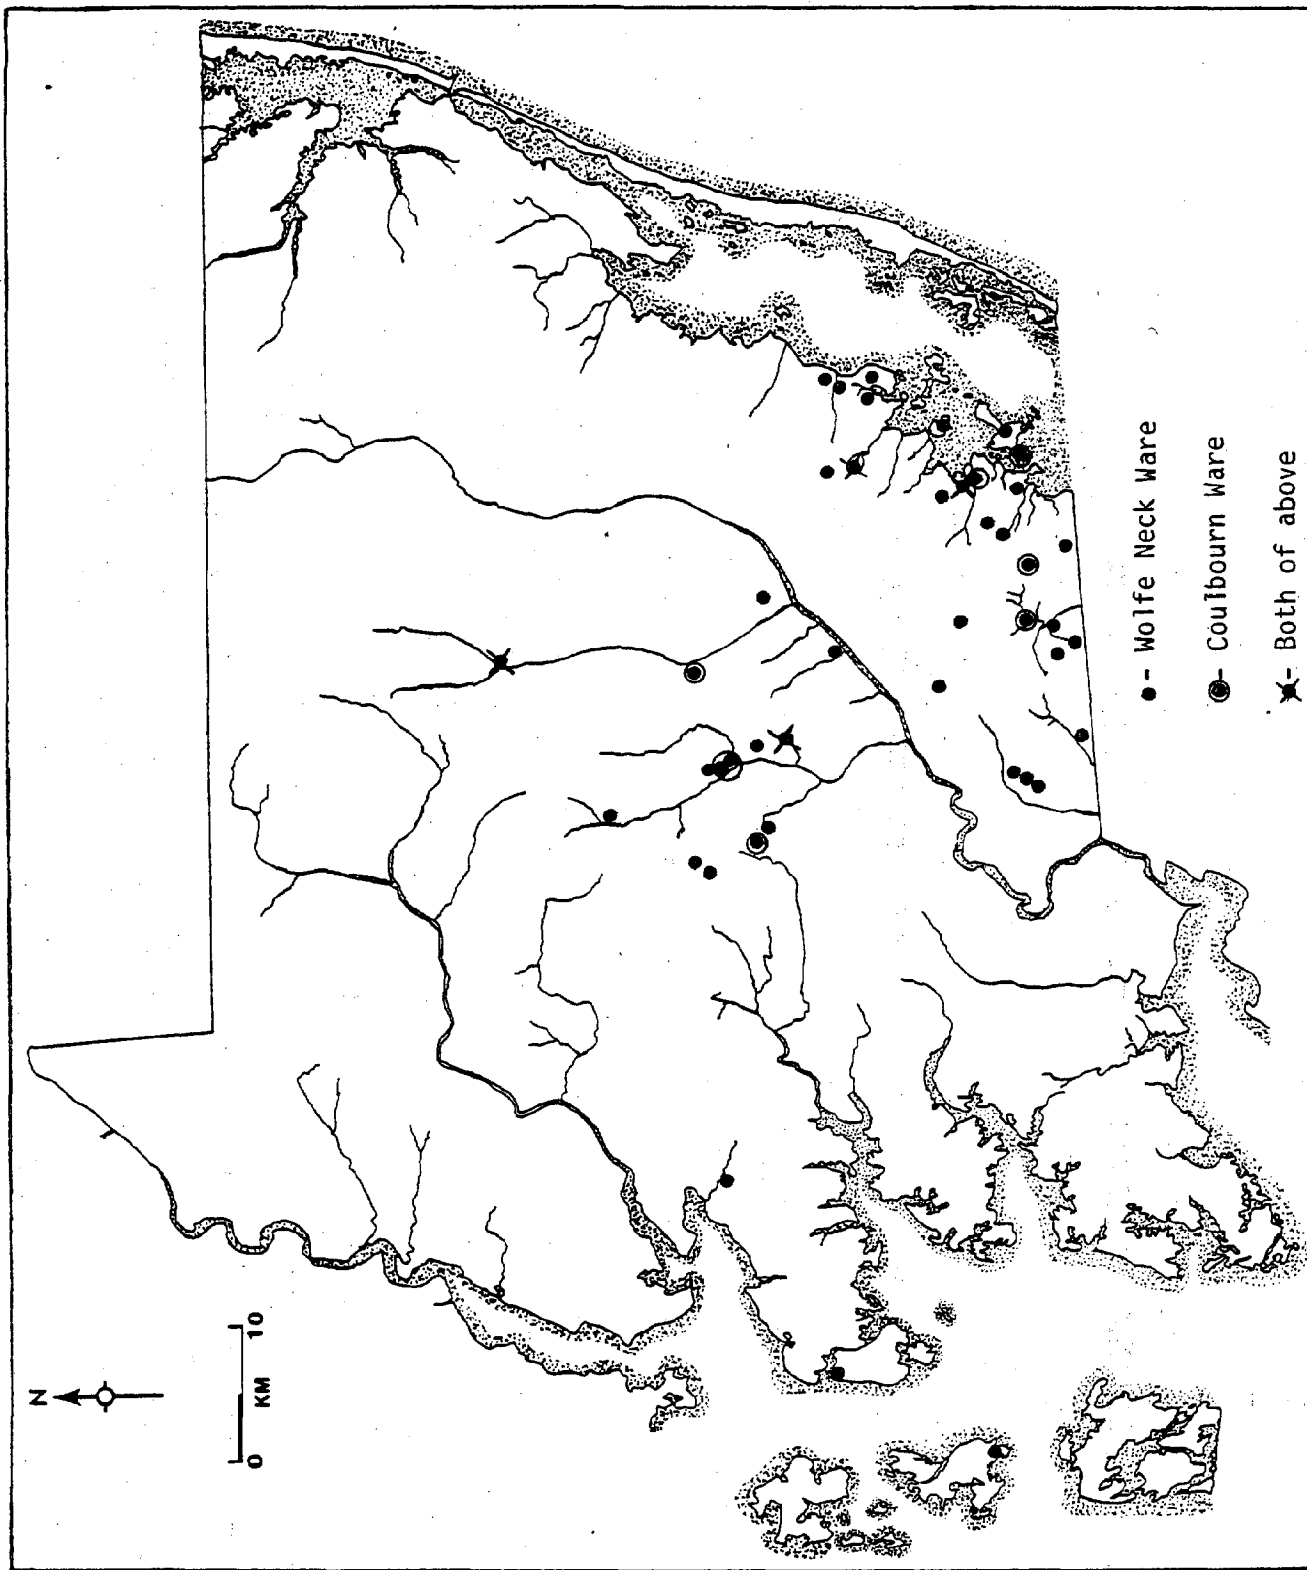 N
0 10
KM
● - Wolfe Neck Ware
◉ - Coulbourn Ware
✖ - Both of above